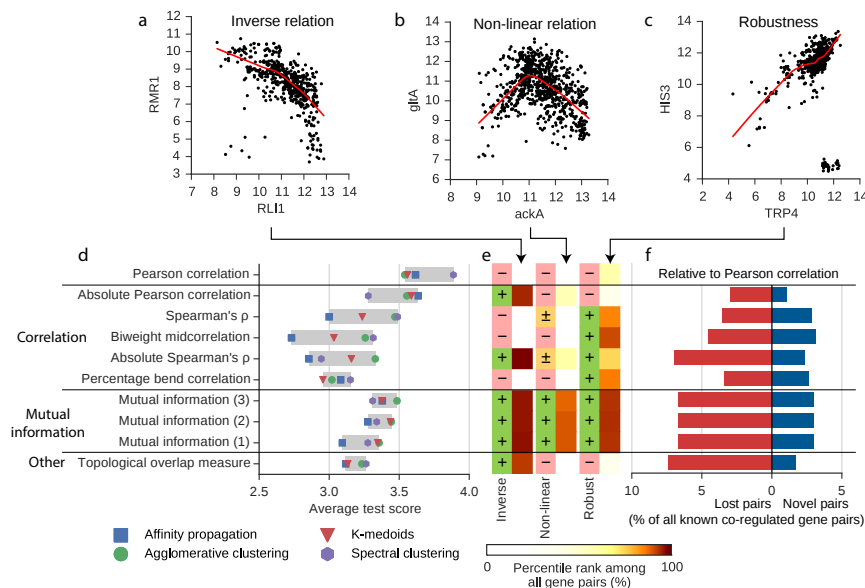 a
Inverse relation
b
Non-linear relation
c
Robustness
11
10
9
8
7
6
5
4
3
RMR1
7 8 9 10 11 12 13 14
RLI1
13
12
11
10
9
8
7
6
gltA
8 9 10 11 12 13 14
ackA
14
12
10
8
6
4
HIS3
2 4 6 8 10 12 14
TRP4
d
e
f
Relative to Pearson correlation
Pearson correlation
− − −
Absolute Pearson correlation
+ − −
Spearman's ρ
− ± +
Correlation
Biweight midcorrelation
− − +
Absolute Spearman's ρ
+ ± +
Percentage bend correlation
− − +
Mutual information
Mutual information (3)
+ + +
Mutual information (2)
+ + +
Mutual information (1)
+ + +
Other
Topological overlap measure
+ − −
2.5 3.0 3.5 4.0
Average test score
Inverse
Non-linear
Robust
10 5 0 5
Lost pairs
Novel pairs
(% of all known co-regulated gene pairs)
Affinity propagation
K-medoids
Agglomerative clustering
Spectral clustering
0 100
Percentile rank among
all gene pairs (%)